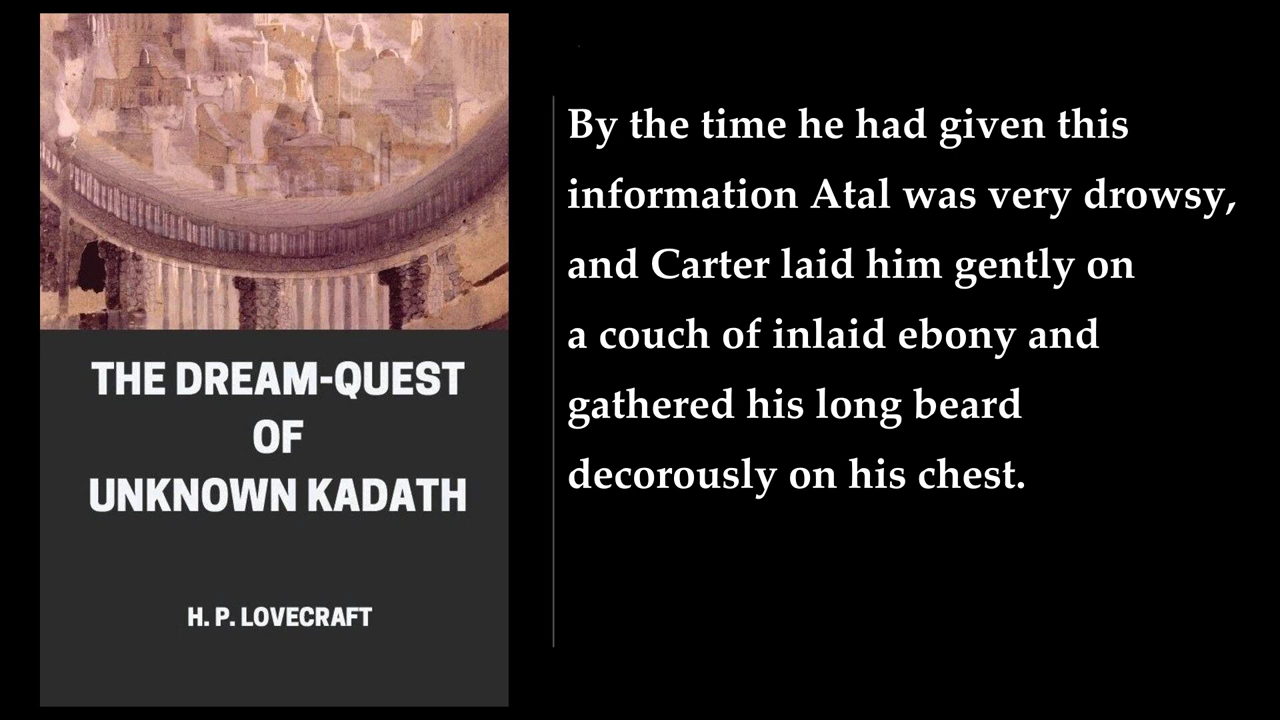 THE DREAM-QUEST
OF
UNKNOWN KADATH
H. P. LOVECRAFT
By the time he had given this
information Atal was very drowsy,
and Carter laid him gently on
a couch of inlaid ebony and
gathered his long beard
decorously on his chest.